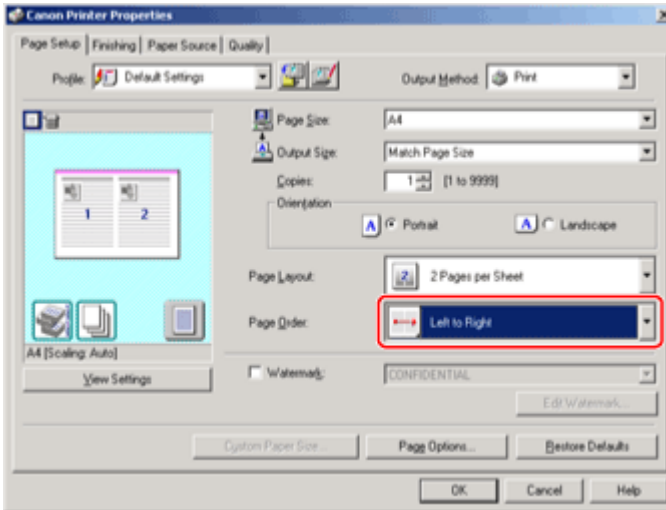 Canon Printer Properties
Page Setup Finishing Paper Source Quality
Profile: Default Settings Output Method: Print
Page Size: A4
Output Size: Match Page Size
Copies: 1 [1 to 9999]
Orientation
A Portrait A Landscape
1 2
Page Layout: 2 Pages per Sheet
Page Order: Left to Right
A4 [Scaling: Auto]
View Settings
Watermark: CONFIDENTIAL
Edit Watermark...
Custom Paper Size... Page Options... Restore Defaults
OK Cancel Help